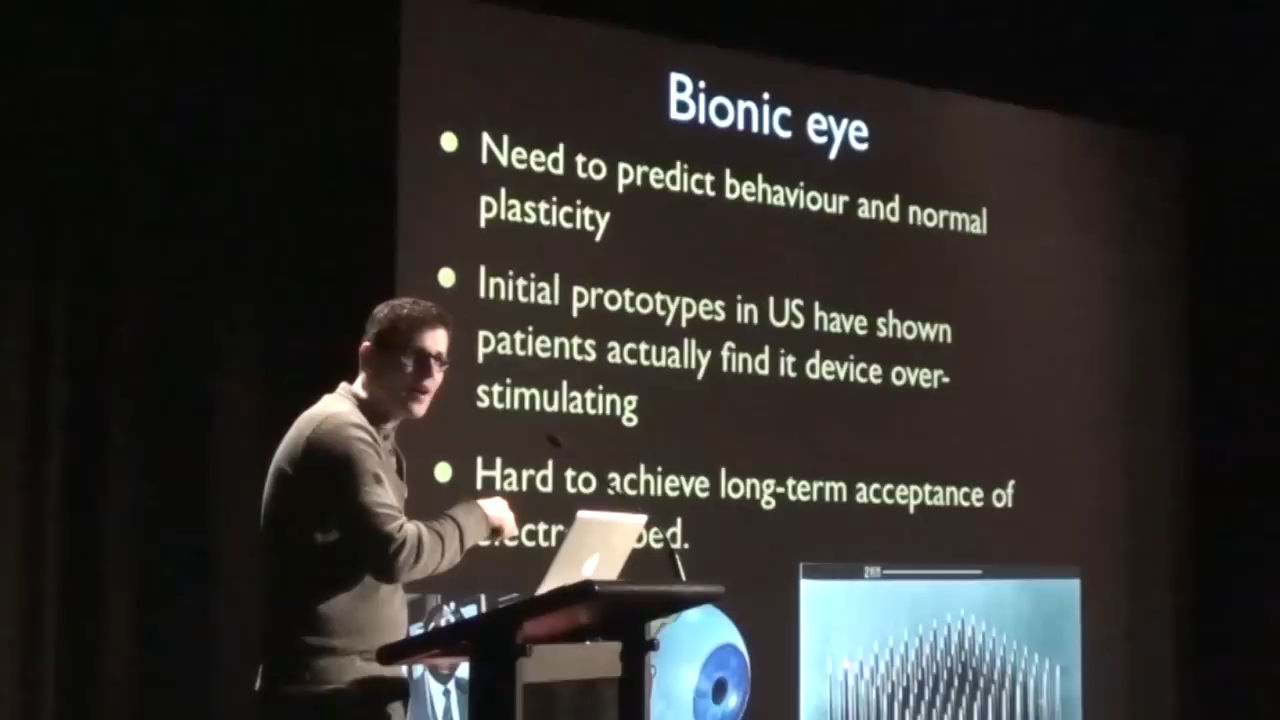 Bionic eye
Need to predict behaviour and normal
plasticity
Initial prototypes in US have shown
patients actually find it device over-
stimulating
Hard to achieve long-term acceptance of